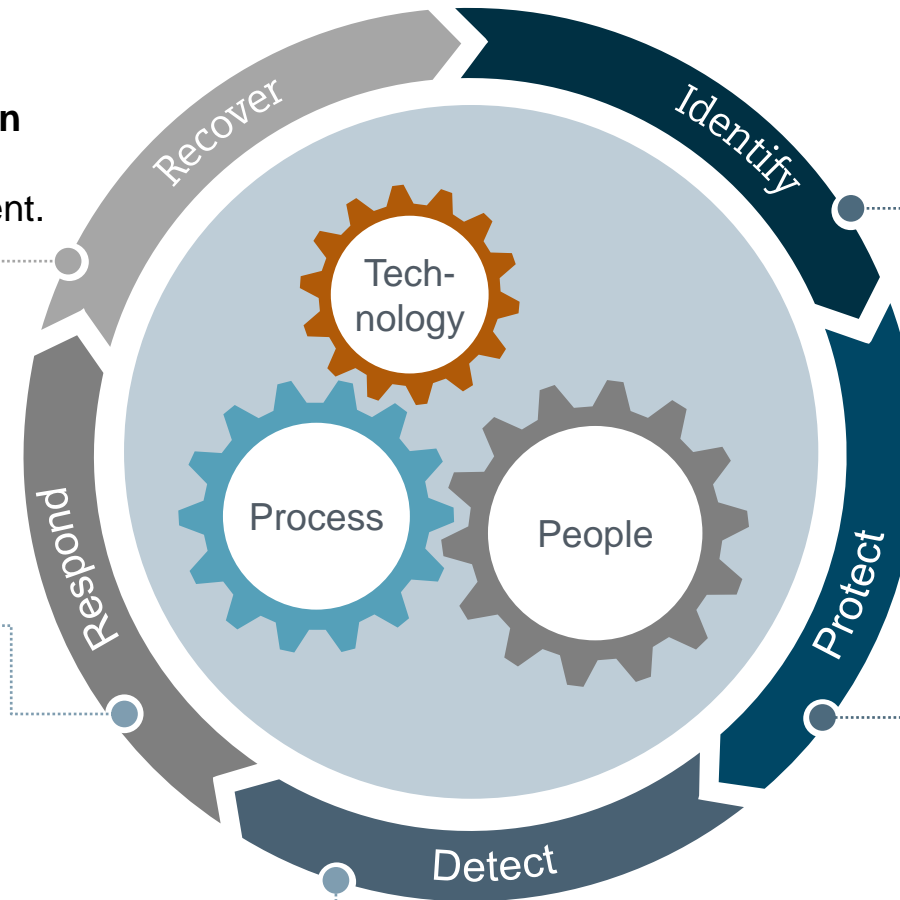 n
ent.
Recover
Identify
Tech-
nology
Process
People
Respond
Protect
Detect